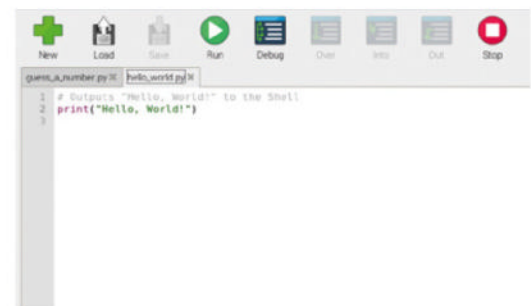 New Load Save Run Debug Over Into Out Stop
guess_a_number.py hello_world.py
1 # Outputs "Hello, World!" to the Shell
2 print("Hello, World!")
3